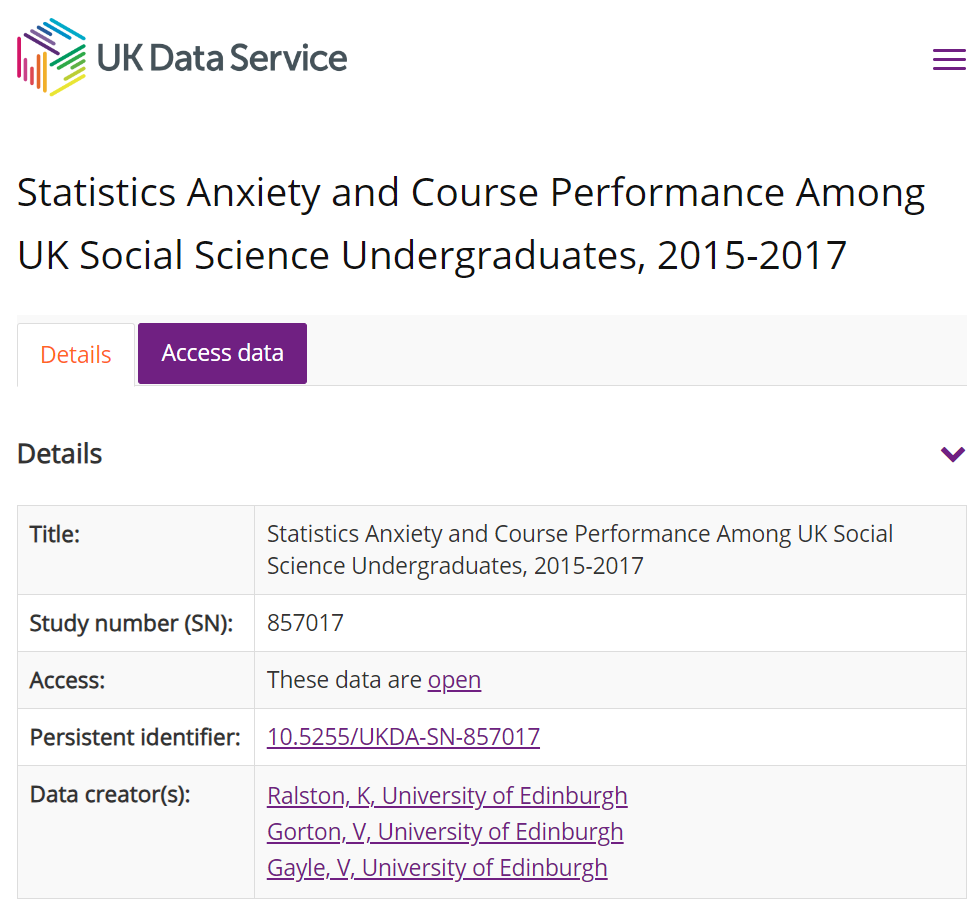 UK Data Service
Statistics Anxiety and Course Performance Among
UK Social Science Undergraduates, 2015-2017
Details
Access data
Details
Title:
Statistics Anxiety and Course Performance Among UK Social
Science Undergraduates, 2015-2017
Study number (SN):
857017
Access:
These data are open
Persistent identifier:
10.5255/UKDA-SN-857017
Data creator(s):
Ralston, K, University of Edinburgh
Gorton, V, University of Edinburgh
Gayle, V, University of Edinburgh